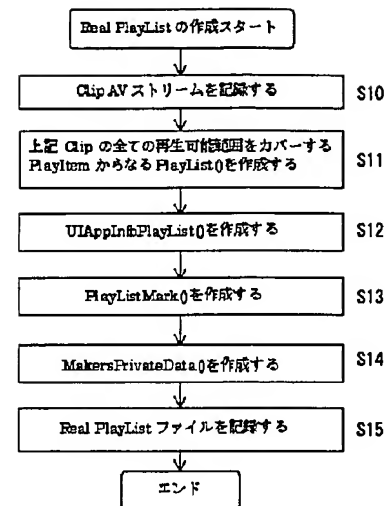 Real PlayList の作成スタート
Clip AV ストリームを記録する
S10
上記 Clip の全ての再生可能範囲をカバーする
PlayItem からなる PlayList()を作成する
S11
UIAppInfoPlayList()を作成する
S12
PlayListMark()を作成する
S13
MakersPrivateData()を作成する
S14
Real PlayList ファイルを記録する
S15
エンド